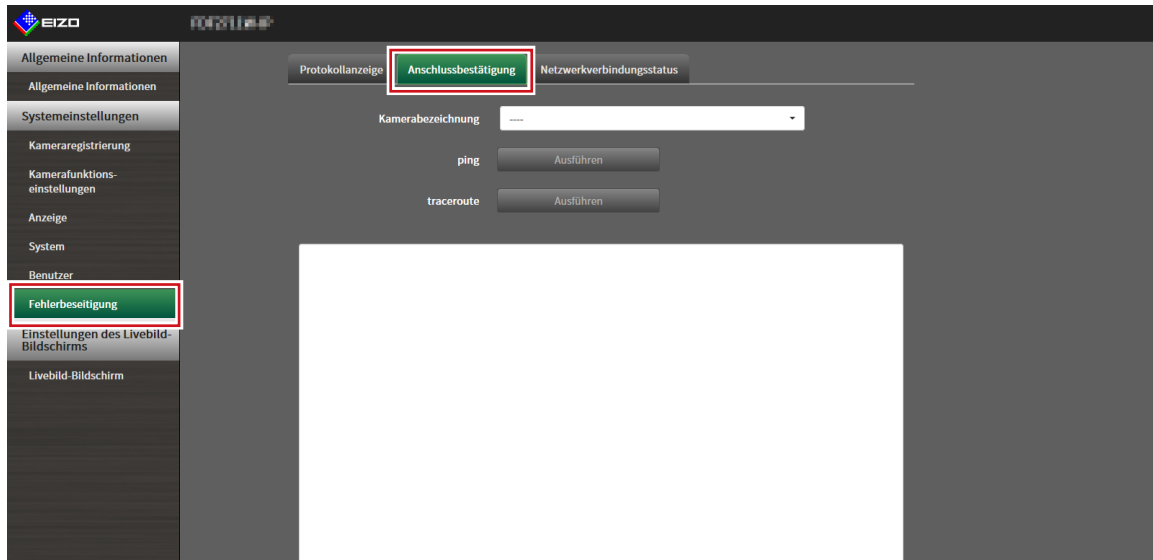 EIZO
Allgemeine Informationen
Allgemeine Informationen
Systemeinstellungen
Kameraregistrierung
Kamerafunktions-
einstellungen
Anzeige
System
Benutzer
Fehlerbeseitigung
Einstellungen des Livebild-
Bildschirms
Livebild-Bildschirm
Protokollanzeige Anschlussbestätigung Netzwerkverbindungsstatus
Kamerabezeichnung ----
ping Ausführen
traceroute Ausführen